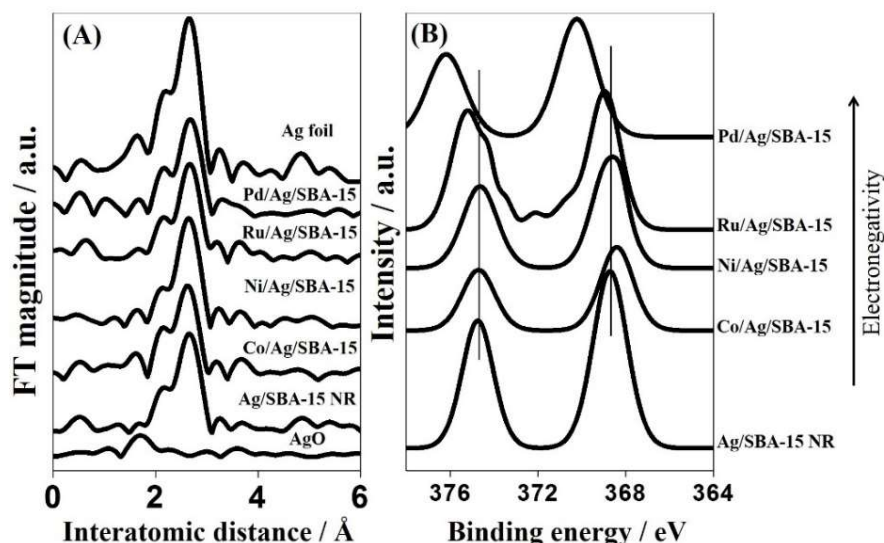 (A)
Ag foil
Pd/Ag/SBA-15
Ru/Ag/SBA-15
Ni/Ag/SBA-15
Co/Ag/SBA-15
Ag/SBA-15 NR
AgO
FT magnitude / a.u.
0 2 4 6
Interatomic distance / Å
(B)
Pd/Ag/SBA-15
Ru/Ag/SBA-15
Ni/Ag/SBA-15
Co/Ag/SBA-15
Ag/SBA-15 NR
Intensity / a.u.
376 372 368 364
Binding energy / eV
Electronegativity